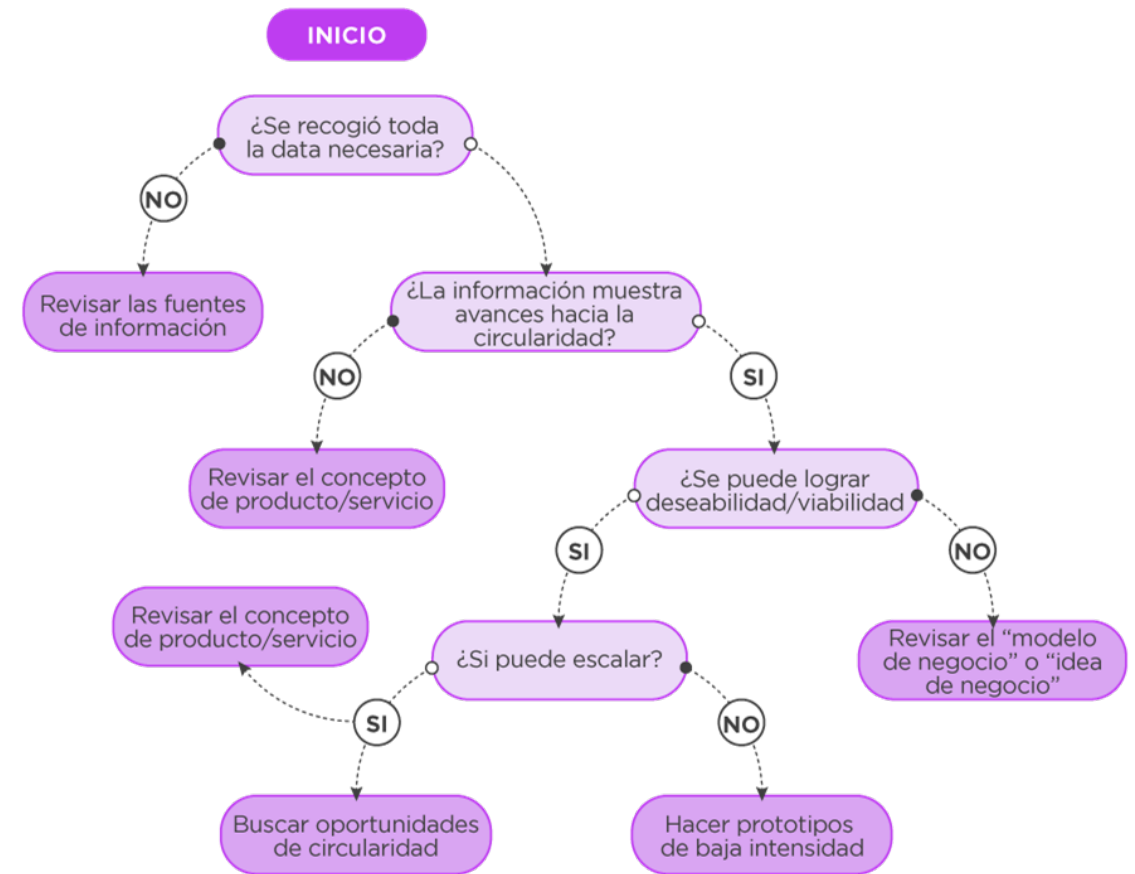 INICIO
¿Se recogió toda
la data necesaria?
NO
Revisar las fuentes
de información
¿La información muestra
avances hacia la
circularidad?
NO
SI
Revisar el concepto
de producto/servicio
¿Se puede lograr
deseabilidad/viabilidad
SI
NO
Revisar el concepto
de producto/servicio
¿Si puede escalar?
Revisar el “modelo
de negocio” o “idea
de negocio”
SI
NO
Buscar oportunidades
de circularidad
Hacer prototipos
de baja intensidad